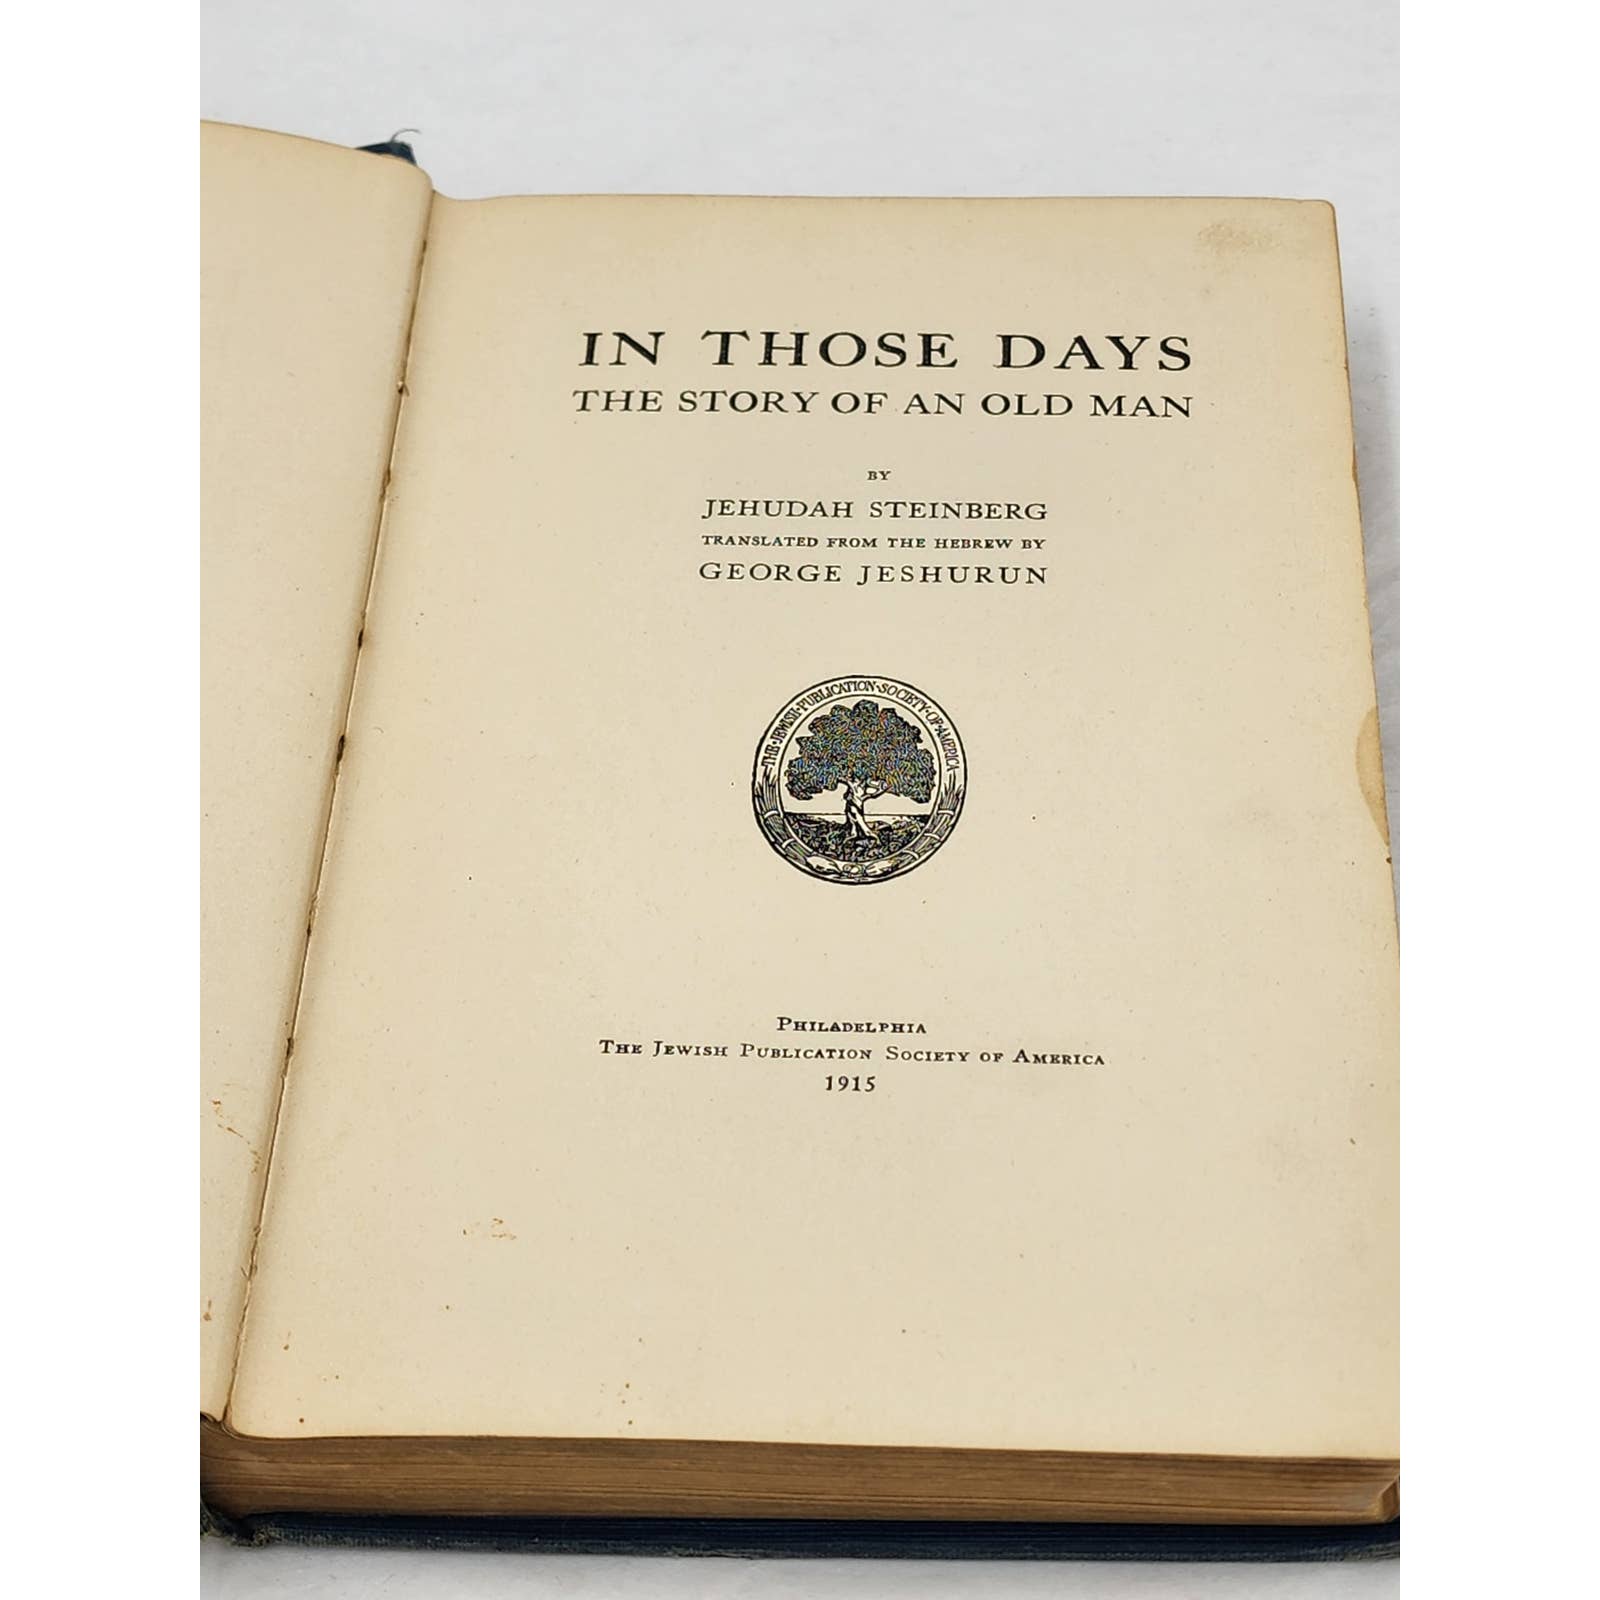 IN THOSE DAYS
THE STORY OF AN OLD MAN
BY
JEHUDAH STEINBERG
TRANSLATED FROM THE HEBREW BY
GEORGE JESHURUN
THE·JEWISH·PUBLICATION·SOCIETY·OF·AMERICA
PHILADELPHIA
THE JEWISH PUBLICATION SOCIETY OF AMERICA
1915